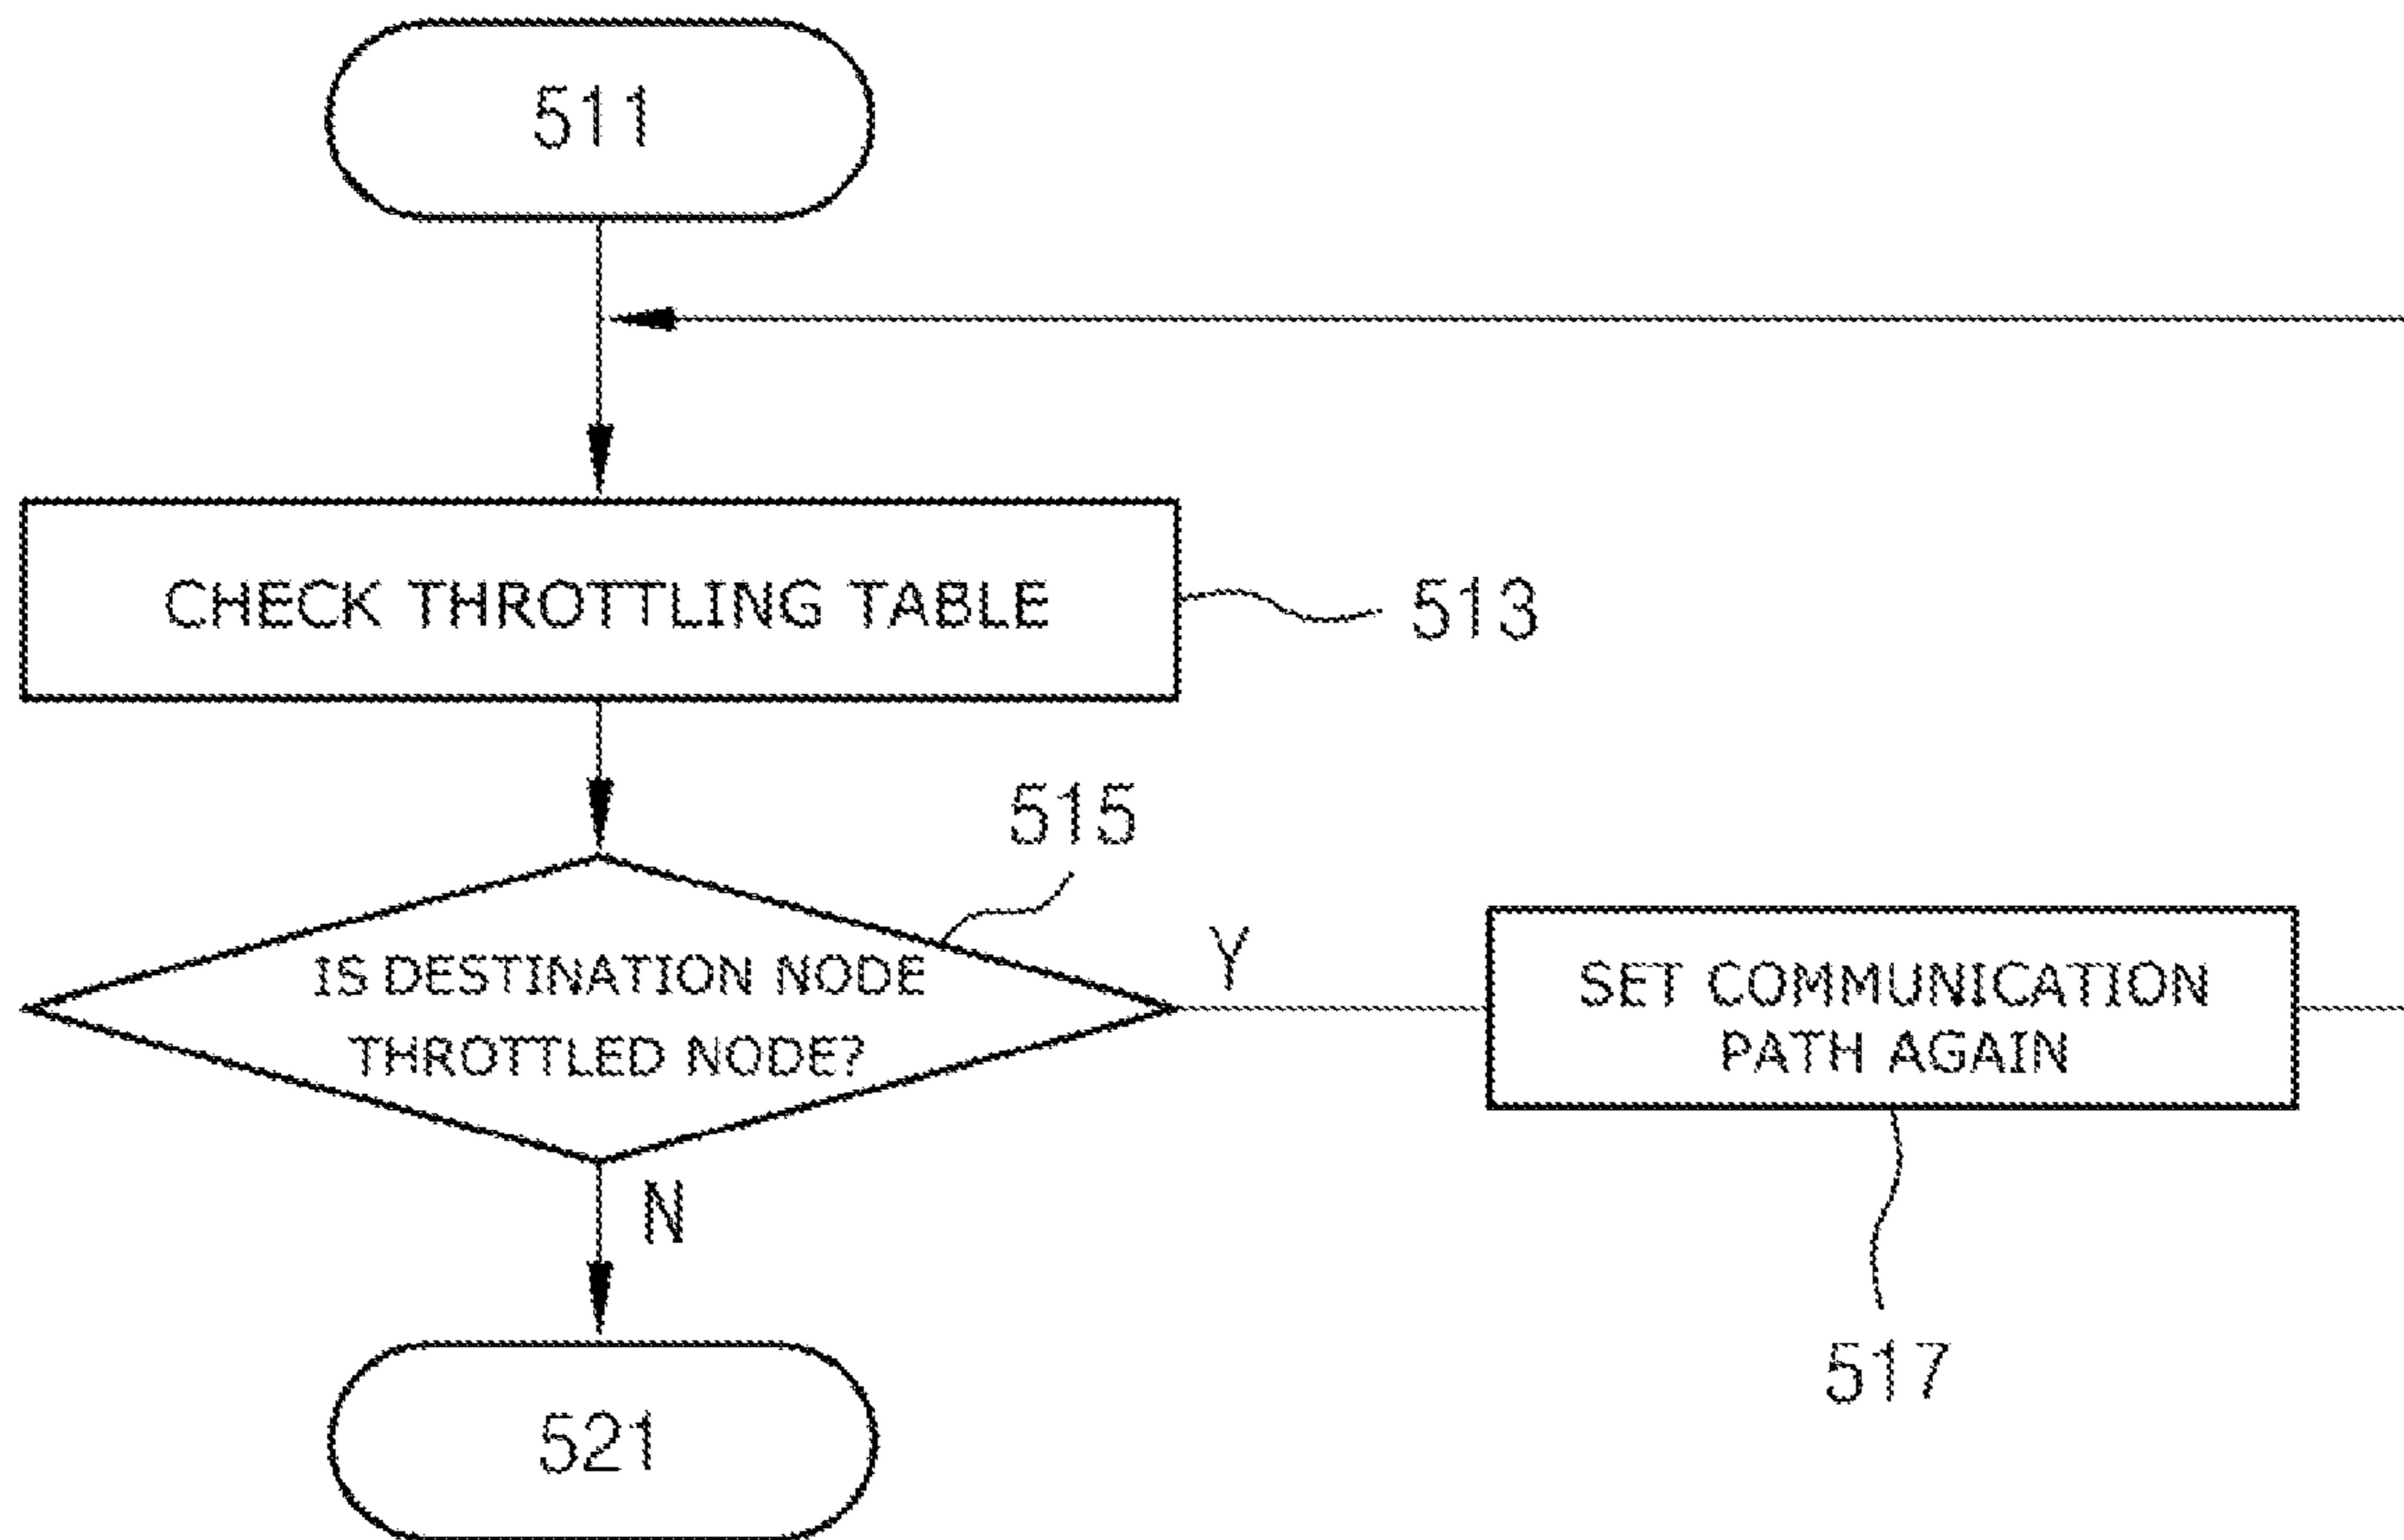 511
CHECK THROTTLING TABLE
513
515
IS DESTINATION NODE
THROTTLED NODE?
Y
SET COMMUNICATION
PATH AGAIN
N
517
521